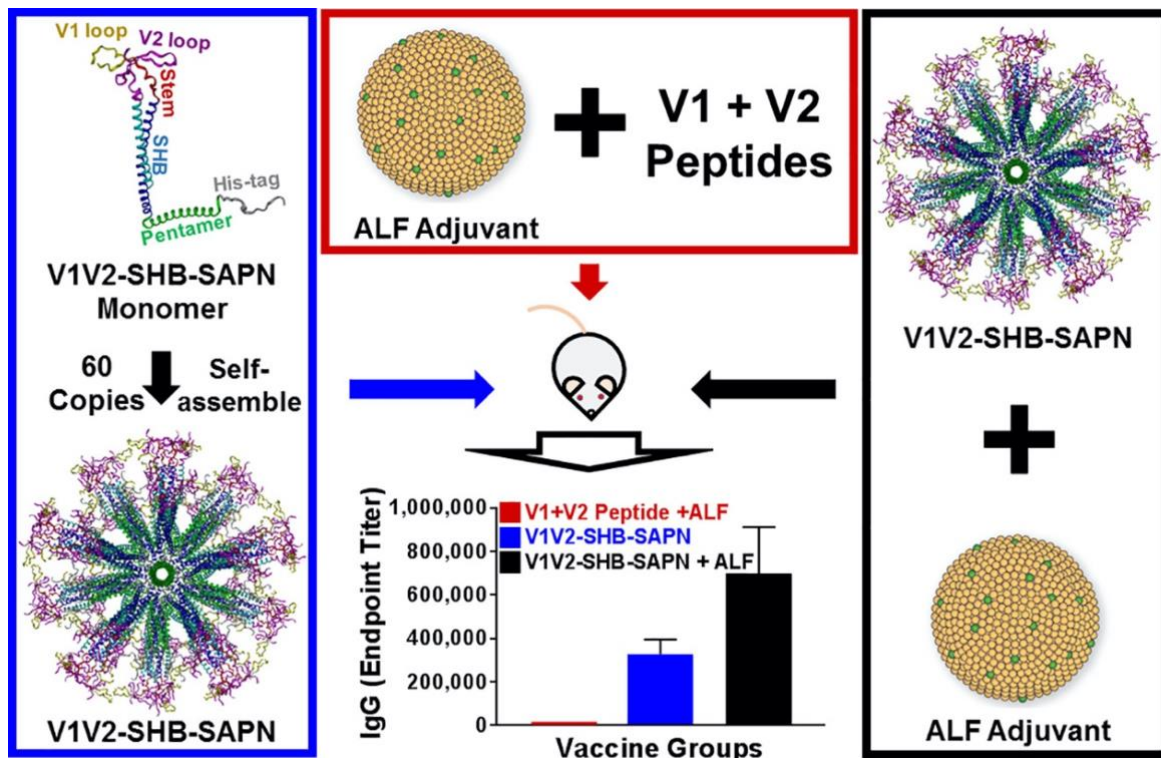 V1 loop
V2 loop
Stem
SHB
His-tag
Pentamer
V1V2-SHB-SAPN
Monomer
60
Copies
Self-
assemble
V1V2-SHB-SAPN
ALF Adjuvant
V1 + V2
Peptides
1,000,000
800,000
600,000
400,000
200,000
0
IgG (Endpoint Titer)
V1+V2 Peptide +ALF
V1V2-SHB-SAPN
V1V2-SHB-SAPN + ALF
Vaccine Groups
V1V2-SHB-SAPN
ALF Adjuvant